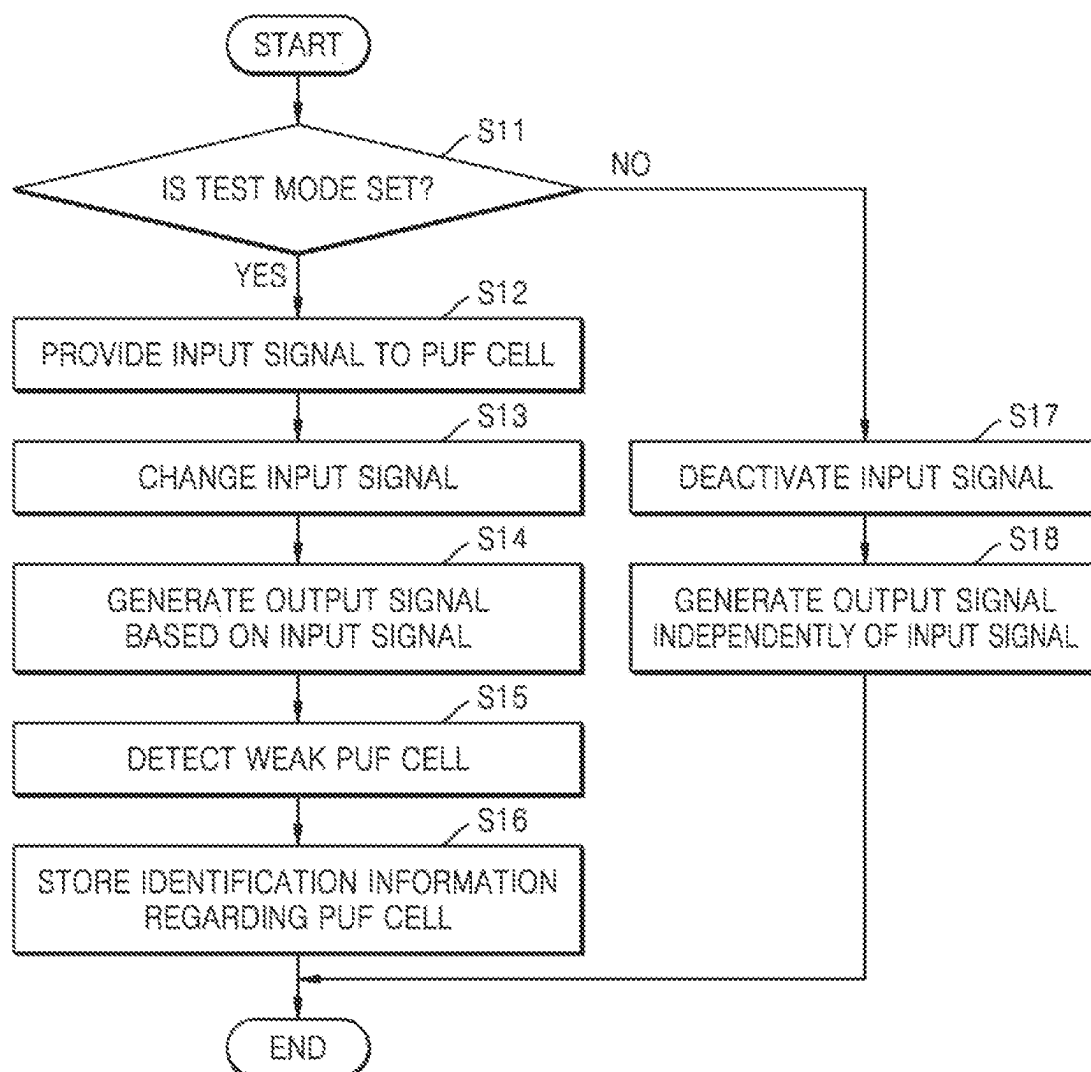 START
S11
IS TEST MODE SET?
NO
YES
S12
PROVIDE INPUT SIGNAL TO PUF CELL
S13
CHANGE INPUT SIGNAL
S17
DEACTIVATE INPUT SIGNAL
S14
GENERATE OUTPUT SIGNAL
BASED ON INPUT SIGNAL
S18
GENERATE OUTPUT SIGNAL
INDEPENDENTLY OF INPUT SIGNAL
S15
DETECT WEAK PUF CELL
S16
STORE IDENTIFICATION INFORMATION
REGARDING PUF CELL
END